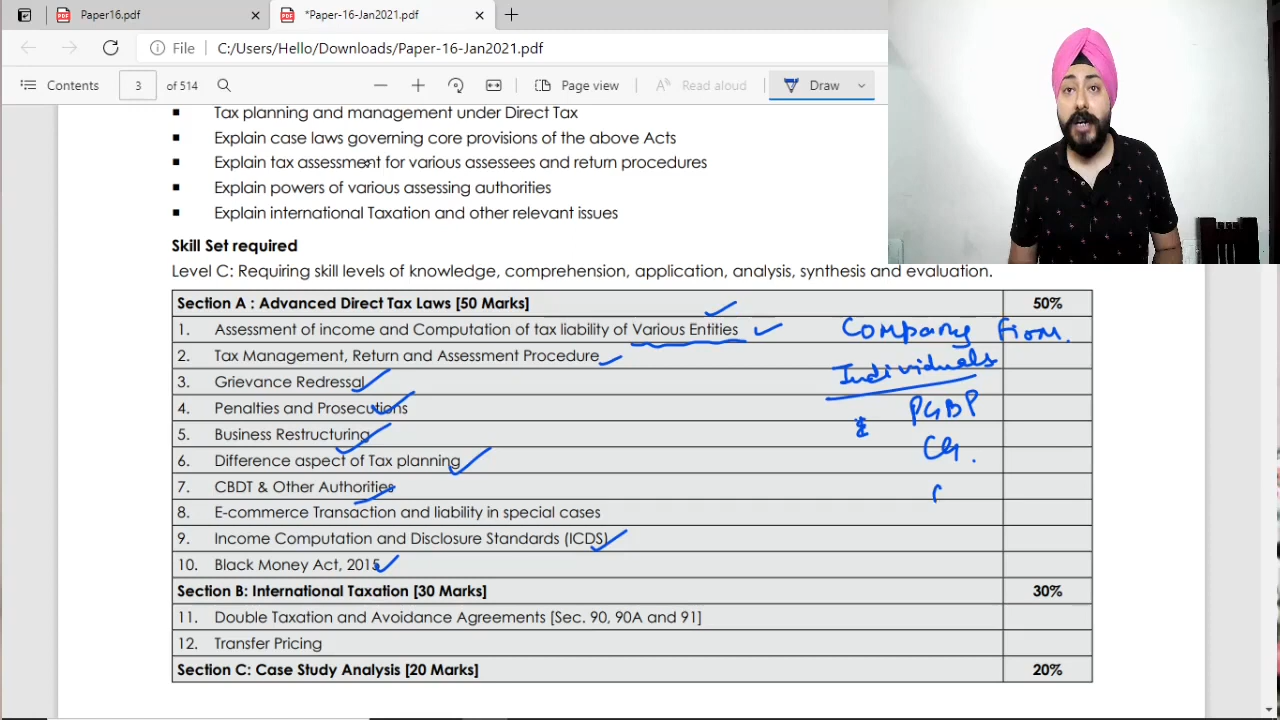 Paper16.pdf
*Paper-16-Jan2021.pdf
File
C:/Users/Hello/Downloads/Paper-16-Jan2021.pdf
Contents
3
of 514
Page view
Read aloud
Draw
▪ Tax planning and management under Direct Tax
▪ Explain case laws governing core provisions of the above Acts
▪ Explain tax assessment for various assessees and return procedures
▪ Explain powers of various assessing authorities
▪ Explain international Taxation and other relevant issues
Skill Set required
Level C: Requiring skill levels of knowledge, comprehension, application, analysis, synthesis and evaluation.
Section A : Advanced Direct Tax Laws [50 Marks] 50%
1. Assessment of income and Computation of tax liability of Various Entities
Company Firm.
2. Tax Management, Return and Assessment Procedure
Individuals
3. Grievance Redressal
4. Penalties and Prosecutions
PGBP
5. Business Restructuring
CG.
6. Difference aspect of Tax planning
7. CBDT & Other Authorities
8. E-commerce Transaction and liability in special cases
9. Income Computation and Disclosure Standards (ICDS)
10. Black Money Act, 2015
Section B: International Taxation [30 Marks] 30%
11. Double Taxation and Avoidance Agreements [Sec. 90, 90A and 91]
12. Transfer Pricing
Section C: Case Study Analysis [20 Marks] 20%